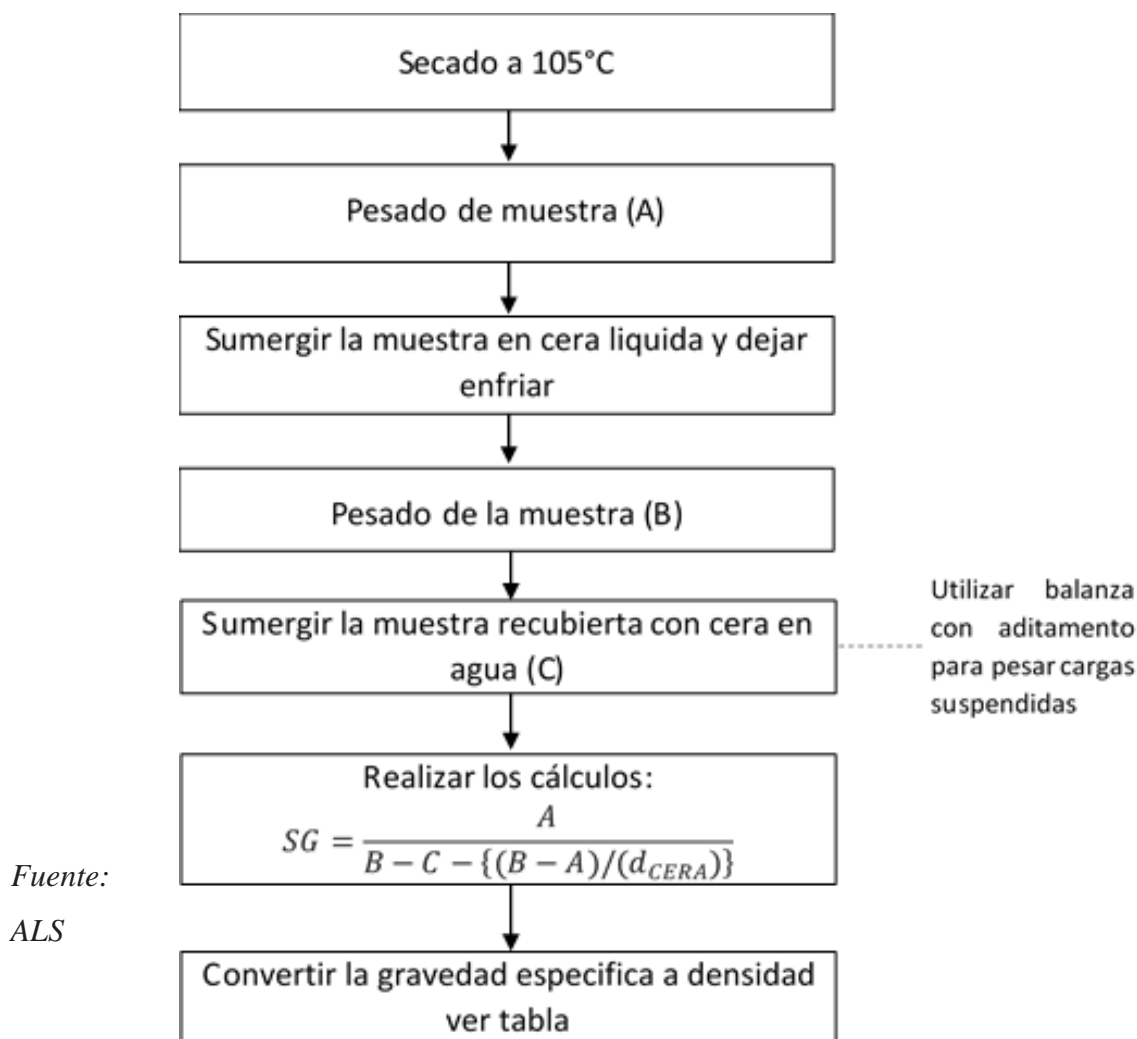 Secado a 105°C
Pesado de muestra (A)
Sumergir la muestra en cera liquida y dejar
enfriar
Pesado de la muestra (B)
Sumergir la muestra recubierta con cera en
agua (C)
Utilizar balanza
con aditamento
para pesar cargas
suspendidas
Realizar los cálculos:
SG = A / B − C − {(B − A)/(d_CERA)}
Fuente:
ALS
Convertir la gravedad especifica a densidad
ver tabla